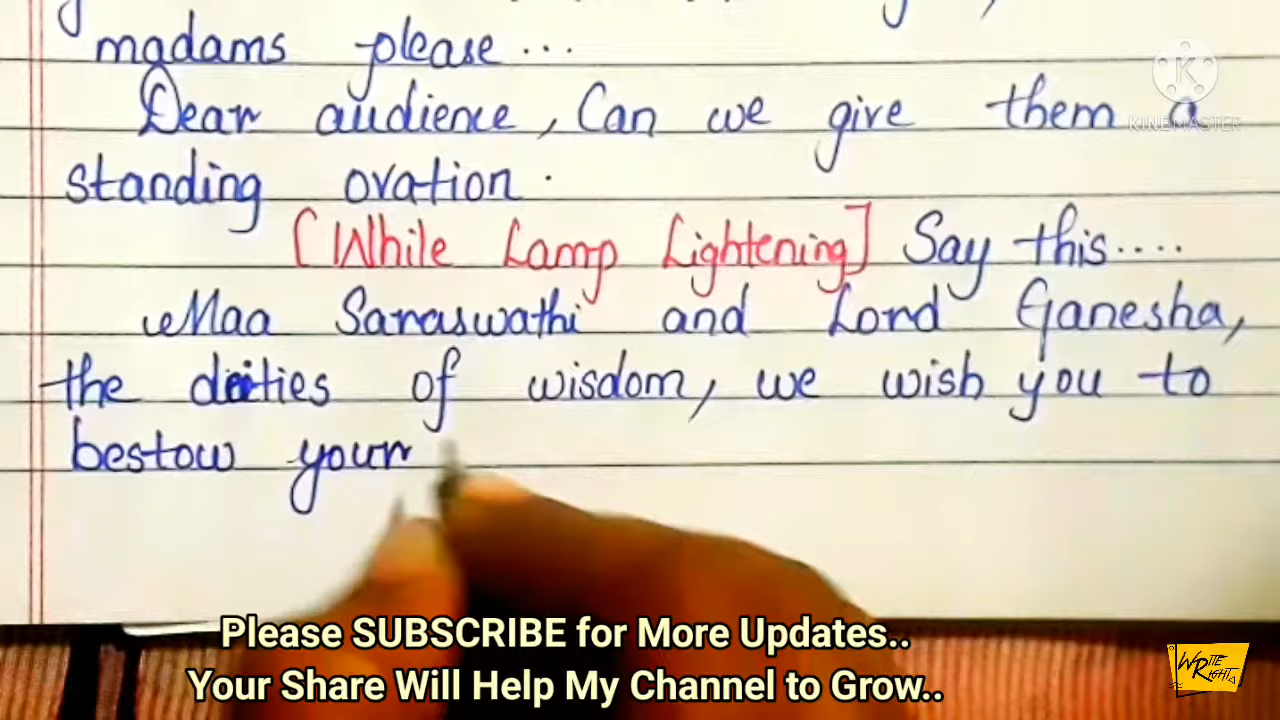 madams please...
Dear audience, Can we give them a
KINEMASTER
standing ovation.
[While Lamp Lightening] Say this....
Maa Saraswathi and Lord Ganesha,
the deities of wisdom, we wish you to
bestow your
Please SUBSCRIBE for More Updates..
Your Share Will Help My Channel to Grow..
WRITE
RIGHT